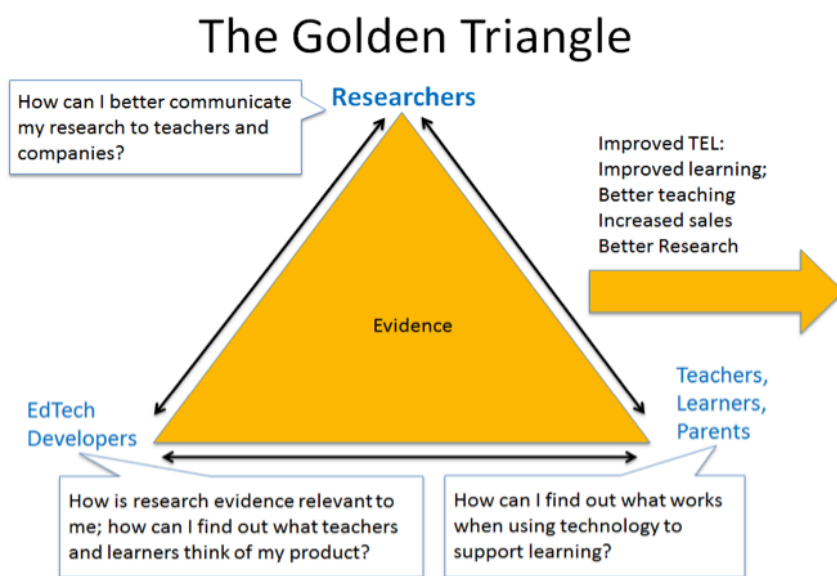 The Golden Triangle
How can I better communicate
my research to teachers and
companies?
Researchers
Improved TEL:
Improved learning;
Better teaching
Increased sales
Better Research
Evidence
EdTech
Developers
Teachers,
Learners,
Parents
How is research evidence relevant to
me; how can I find out what teachers
and learners think of my product?
How can I find out what works
when using technology to
support learning?